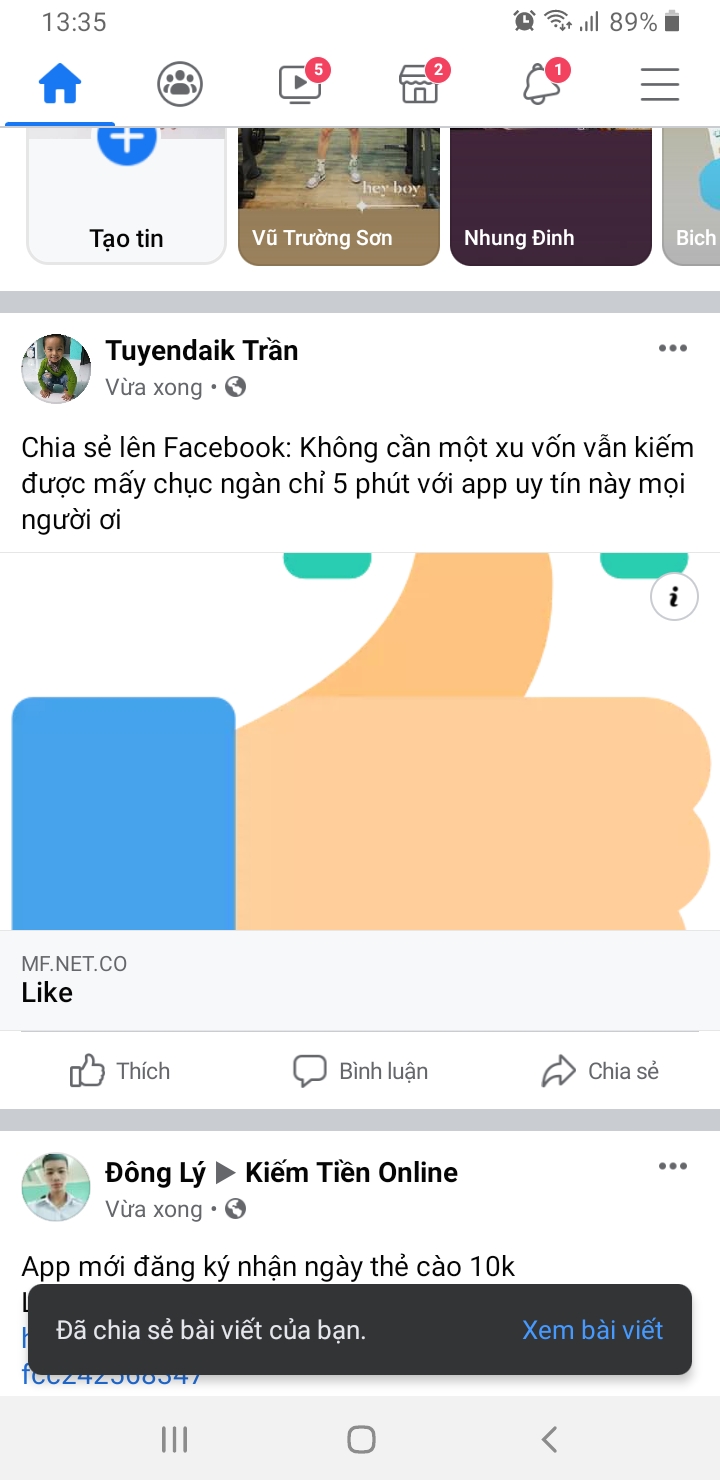 13:35
89%
5
2
1
hey boy
Tạo tin
Vũ Trường Sơn
Nhung Đinh
Bich
Tuyendaik Trần
Vừa xong
Chia sẻ lên Facebook: Không cần một xu vốn vẫn kiếm
được mấy chục ngàn chỉ 5 phút với app uy tín này mọi
người ơi
i
MF.NET.CO
Like
Thích
Bình luận
Chia sẻ
Đông Lý ▶ Kiếm Tiền Online
Vừa xong
App mới đăng ký nhận ngày thẻ cào 10k
Đã chia sẻ bài viết của bạn.
Xem bài viết